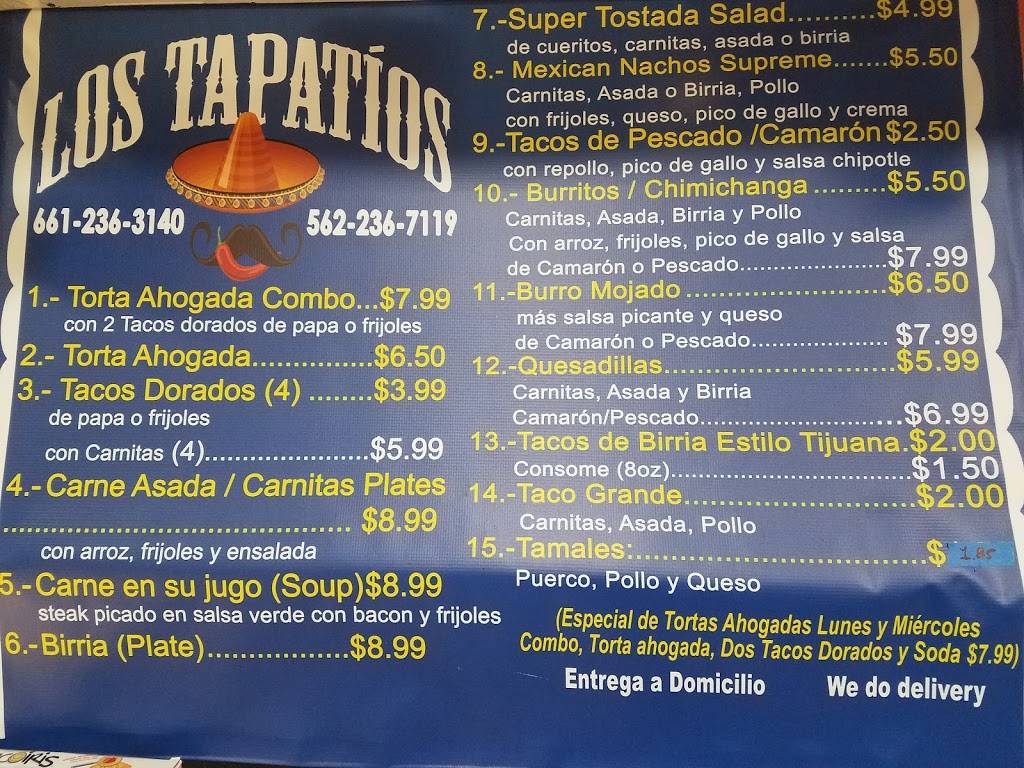 LOS TAPATÍOS
661-236-3140 562-236-7119
1.- Torta Ahogada Combo...$7.99
con 2 Tacos dorados de papa o frijoles
2.- Torta Ahogada..............$6.50
3.- Tacos Dorados (4) ........$3.99
de papa o frijoles
con Carnitas (4).......................$5.99
4.- Carne Asada / Carnitas Plates
........................................ $8.99
con arroz, frijoles y ensalada
5.-Carne en su jugo (Soup)$8.99
steak picado en salsa verde con bacon y frijoles
6.-Birria (Plate)..................$8.99
7.-Super Tostada Salad..........$4.99
de cueritos, carnitas, asada o birria
8.- Mexican Nachos Supreme.......$5.50
Carnitas, Asada o Birria, Pollo
con frijoles, queso, pico de gallo y crema
9.-Tacos de Pescado /Camarón $2.50
con repollo, pico de gallo y salsa chipotle
10.- Burritos / Chimichanga .........$5.50
Carnitas, Asada, Birria y Pollo
Con arroz, frijoles, pico de gallo y salsa
de Camarón o Pescado.....................$7.99
11.-Burro Mojado ........................$6.50
más salsa picante y queso
de Camarón o Pescado.................... $7.99
12.-Quesadillas...........................$5.99
Carnitas, Asada y Birria
Camarón/Pescado..............................$6.99
13.-Tacos de Birria Estilo Tijuana.$2.00
Consome (8oz)...................................$1.50
14.-Taco Grande.........................$2.00
Carnitas, Asada, Pollo
15.-Tamales:................................$ 1.85
Puerco, Pollo y Queso
(Especial de Tortas Ahogadas Lunes y Miércoles
Combo, Torta ahogada, Dos Tacos Dorados y Soda $7.99)
Entrega a Domicilio We do delivery